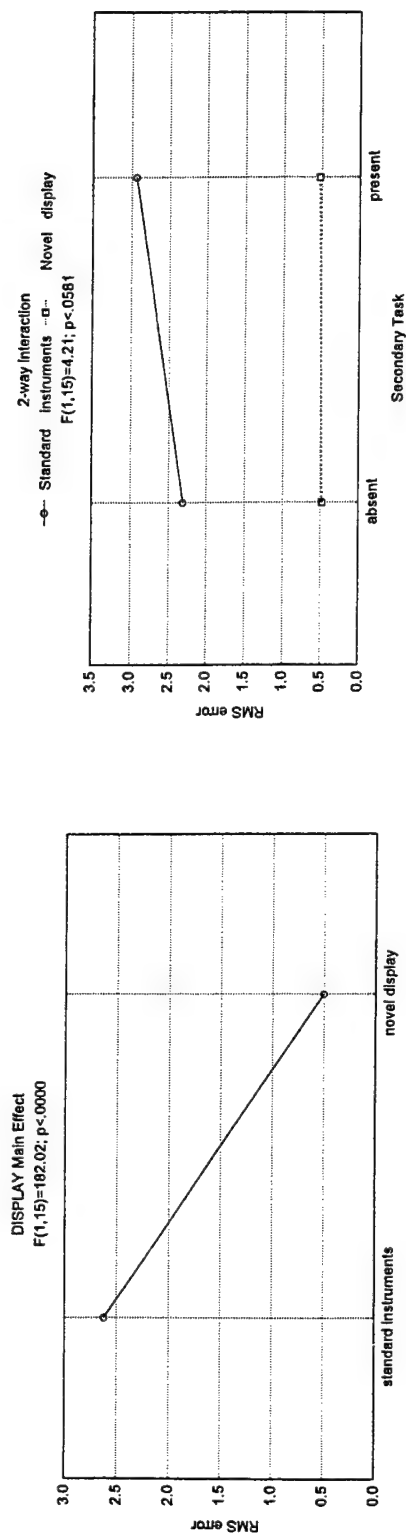 DISPLAY Main Effect
F(1,15)=182.02; p<.0000
3.0
2.5
2.0
1.5
1.0
0.5
0.0
RMS error
standard Instruments
novel display
2-way Interaction
Standard Instruments Novel display
F(1,15)=4.21; p<.0581
3.5
3.0
2.5
2.0
1.5
1.0
0.5
0.0
RMS error
absent
present
Secondary Task